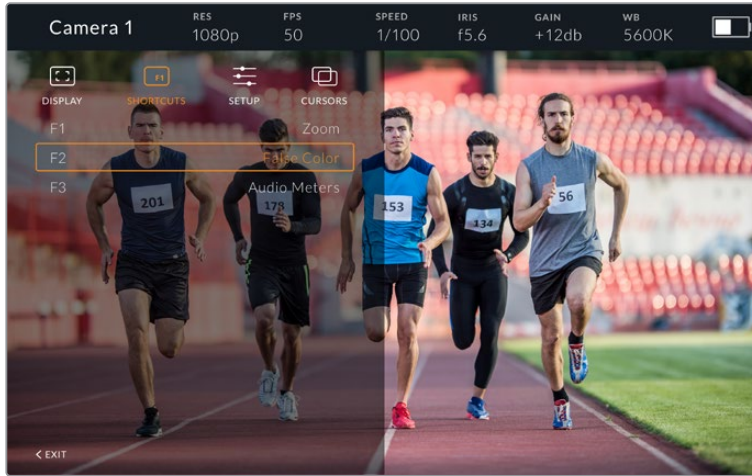 Camera 1
RES FPS SPEED IRIS GAIN WB
1080p 50 1/100 f5.6 +12db 5600K
F1
DISPLAY SHORTCUTS SETUP CURSORS
F1 Zoom
F2 False Color
F3 Audio Meters
201
178
153
134
56
< EXIT